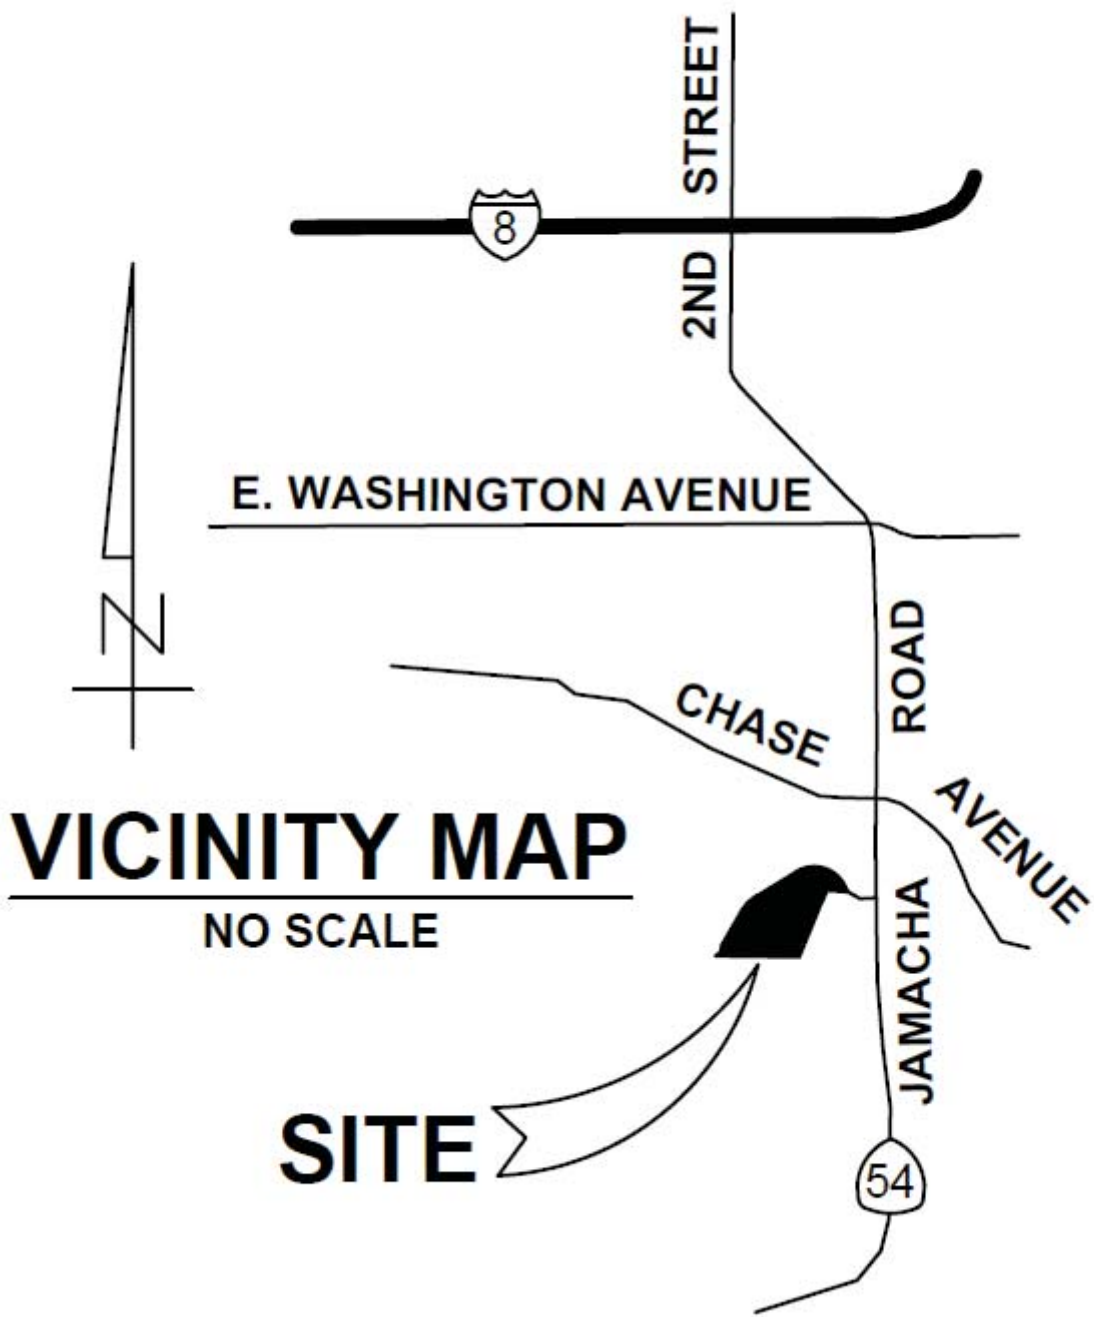 2ND STREET
8
E. WASHINGTON AVENUE
N
CHASE AVENUE
JAMACHA ROAD
VICINITY MAP
NO SCALE
SITE
54